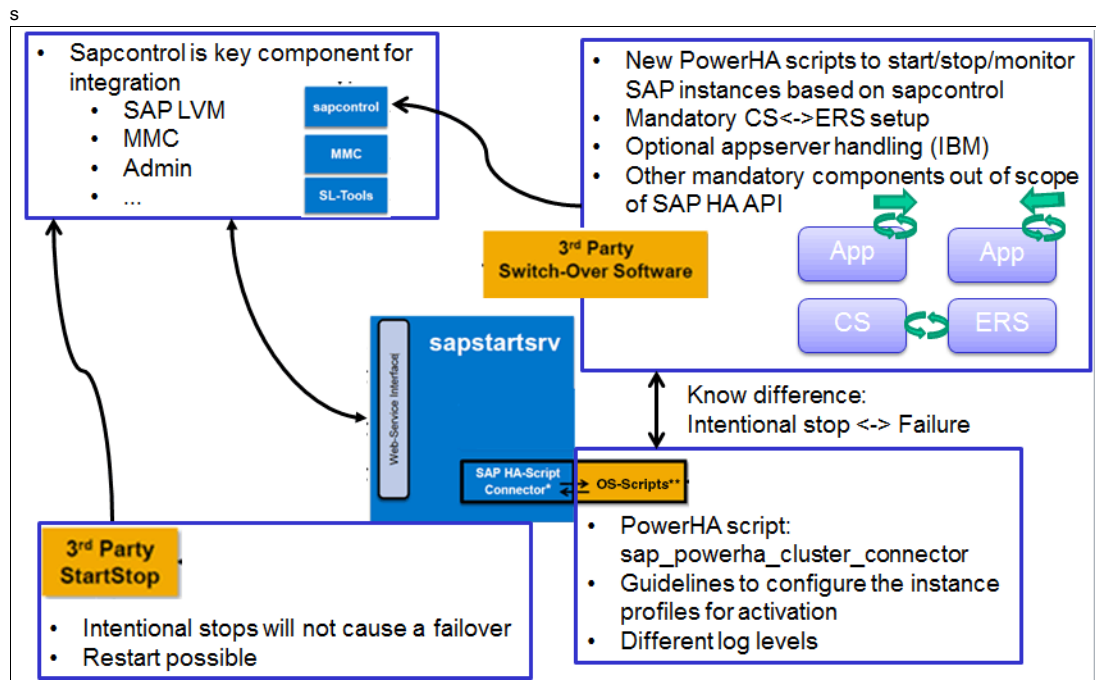 s
• Sapcontrol is key component for
integration
• SAP LVM
• MMC
• Admin
• ...
sapcontrol
MMC
SL-Tools
• New PowerHA scripts to start/stop/monitor
SAP instances based on sapcontrol
• Mandatory CS<->ERS setup
• Optional appserver handling (IBM)
• Other mandatory components out of scope
of SAP HA API
App
App
CS
ERS
3rd Party
Switch-Over Software
sapstartsrv
Web-Service Interface
Know difference:
Intentional stop <-> Failure
SAP HA-Script
Connector*
OS-Scripts**
• PowerHA script:
sap_powerha_cluster_connector
• Guidelines to configure the instance
profiles for activation
• Different log levels
3rd Party
StartStop
• Intentional stops will not cause a failover
• Restart possible